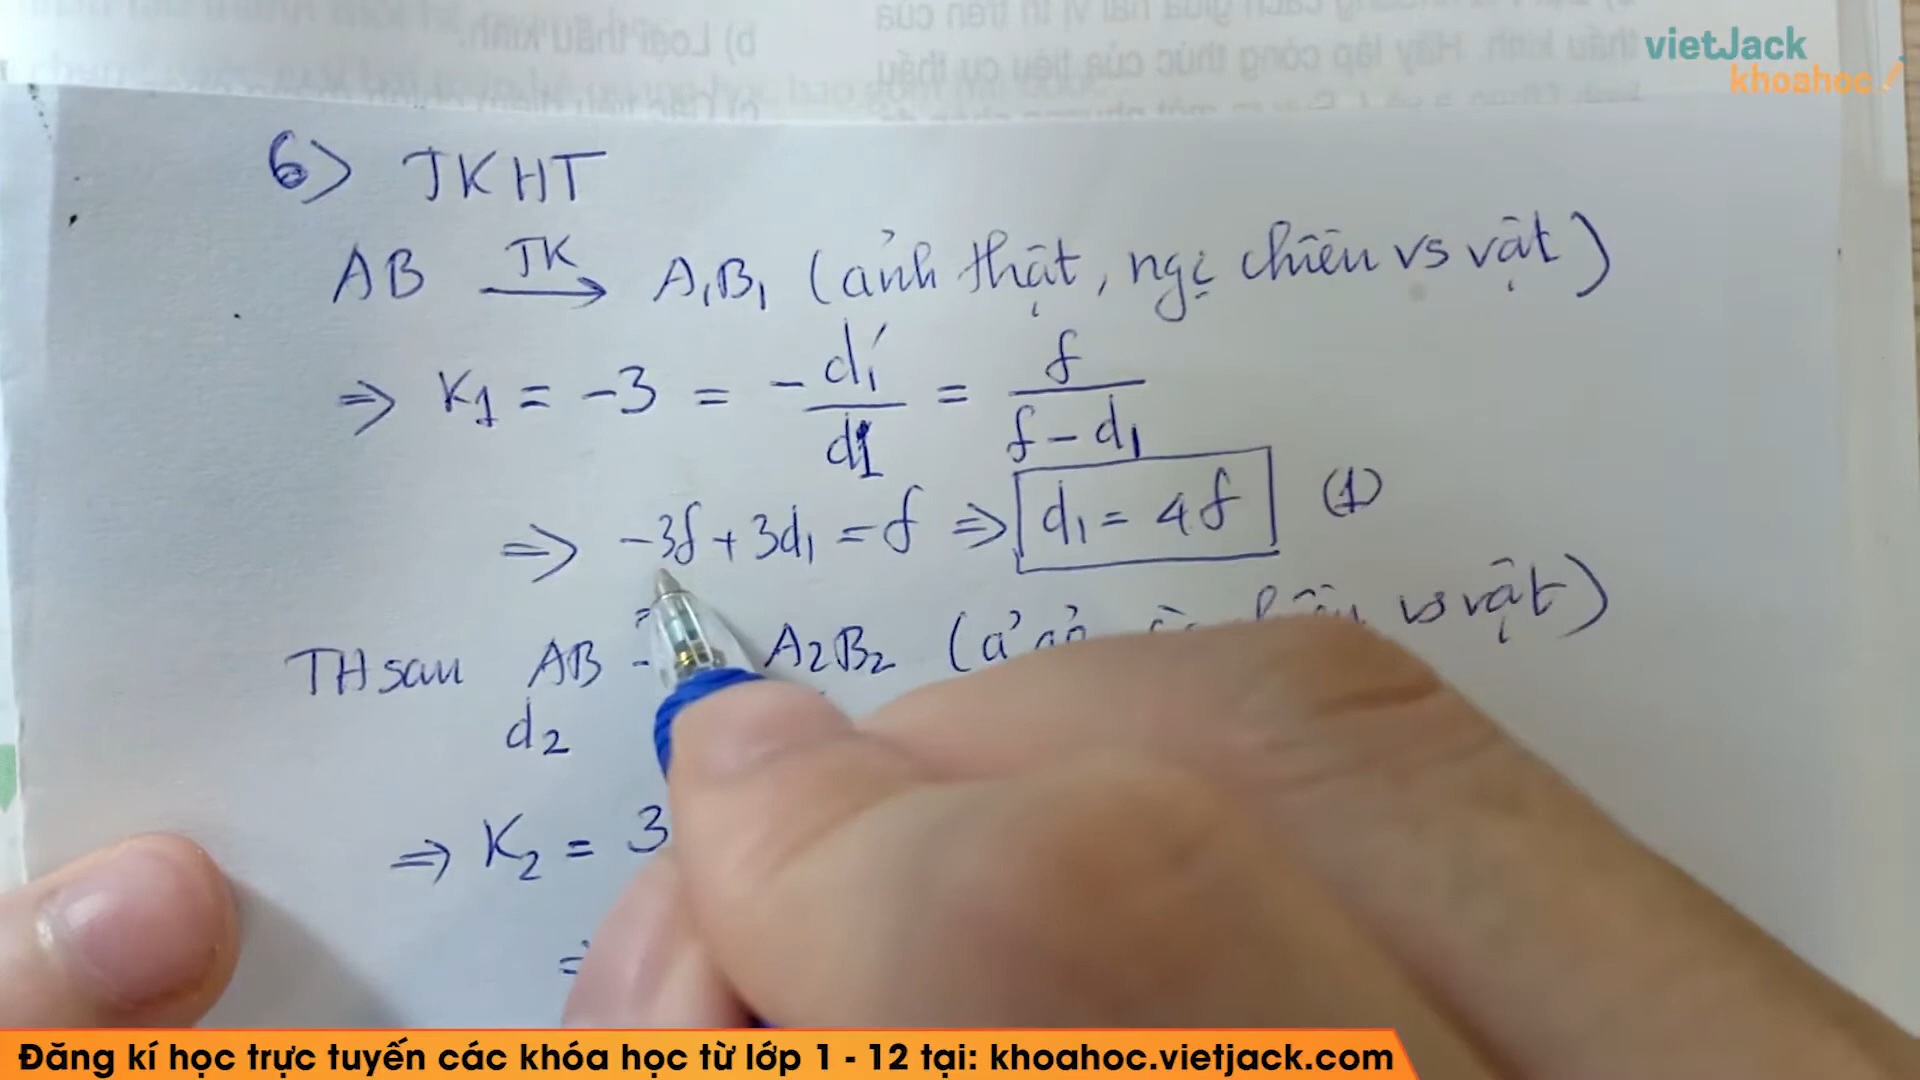 vietJack
khoahoc
6) TKHT
AB TK → A₁B₁ (ảnh thật, ngc chiều vs vật)
⇒ K₁ = -3 = - d₁'/d₁ = f/(f - d₁)
⇒ -3f + 3d₁ = f ⇒ d₁ = 4f (1)
TH sau AB A₂B₂ ( vs vật)
d₂
⇒ K₂ = 3
Đăng kí học trực tuyến các khóa học từ lớp 1 - 12 tại: khoahoc.vietjack.com